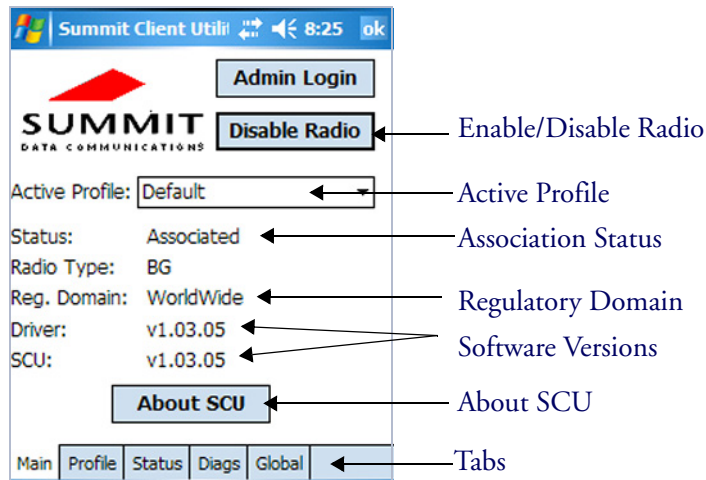 Summit Client Utili 8:25 ok
Admin Login
SUMMIT
DATA COMMUNICATIONS
Disable Radio
Enable/Disable Radio
Active Profile: Default
Active Profile
Status: Associated
Association Status
Radio Type: BG
Reg. Domain: WorldWide
Regulatory Domain
Driver: v1.03.05
Software Versions
SCU: v1.03.05
About SCU
About SCU
Main Profile Status Diags Global
Tabs